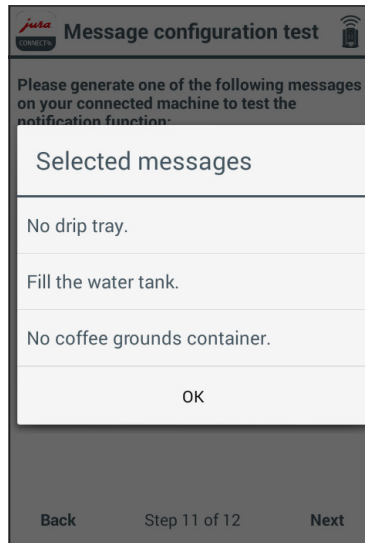 jura
CONNECT
Message configuration test
Please generate one of the following messages
on your connected machine to test the
notification function:
Selected messages
No drip tray.
Fill the water tank.
No coffee grounds container.
OK
Back Step 11 of 12 Next